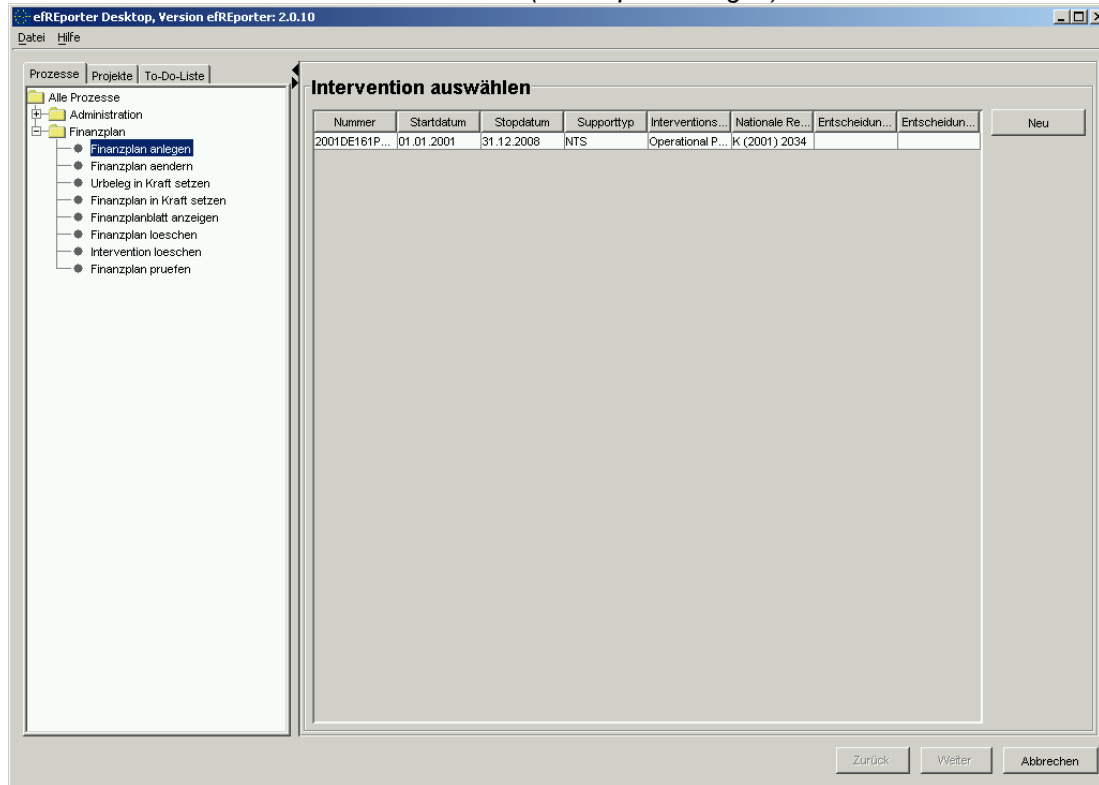 efREporter Desktop, Version efREporter: 2.0.10
Datei Hilfe
Prozesse Projekte To-Do-Liste
Alle Prozesse
Administration
Finanzplan
Finanzplan anlegen
Finanzplan aendern
Urbeleg in Kraft setzen
Finanzplan in Kraft setzen
Finanzplanblatt anzeigen
Finanzplan loeschen
Intervention loeschen
Finanzplan pruefen
Intervention auswählen
Nummer Startdatum Stopdatum Supporttyp Interventions... Nationale Re... Entscheidun... Entscheidun... Neu
2001DE161P... 01.01.2001 31.12.2008 NTS Operational P... K (2001) 2034
Zurück Weiter Abbrechen